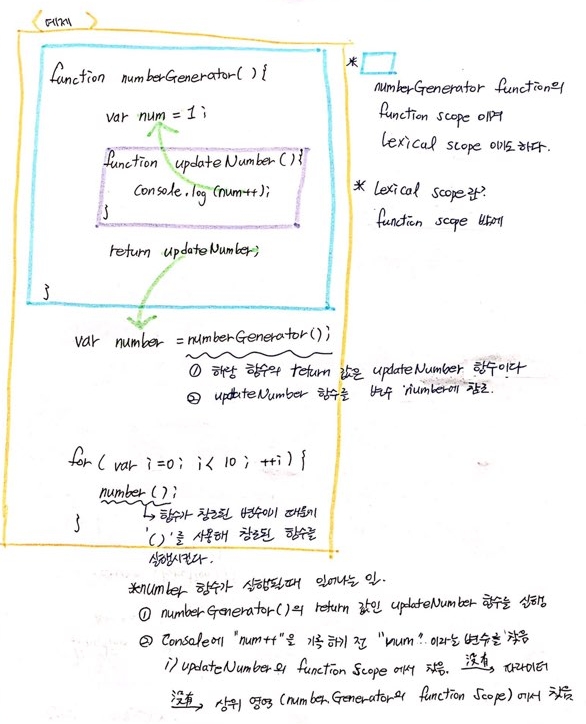 <예제>
function numberGenerator( ) {
var num = 1;
function updateNumber () {
console.log (num++);
}
return updateNumber;
}
*
numberGenerator function의
function scope 이며
Lexical scope 이기도하다.
* Lexical scope란?
function scope 밖에
var number = numberGenerator();
① 해당 함수의 return 값은 updateNumber 함수이다
② updateNumber 함수를 변수 number에 참조.
for ( var i=0; i< 10 ; ++i) {
number ( );
}
↳ 함수가 참조된 변수이기 때문에
'( )'를 사용해 참조된 함수를
실행시킨다.
*number 함수가 실행될때 일어나는 일.
① numberGenerator()의 return 값인 updateNumber 함수를 실행
② Console에 "num++"을 기록 하기 전 "num" 이라는 변수를 찾음
i) updateNumber의 function Scope 에서 찾음. 没有→ 파라미터
没有→ 상위 영역 (number.Generator의 function Scope) 에서 찾음